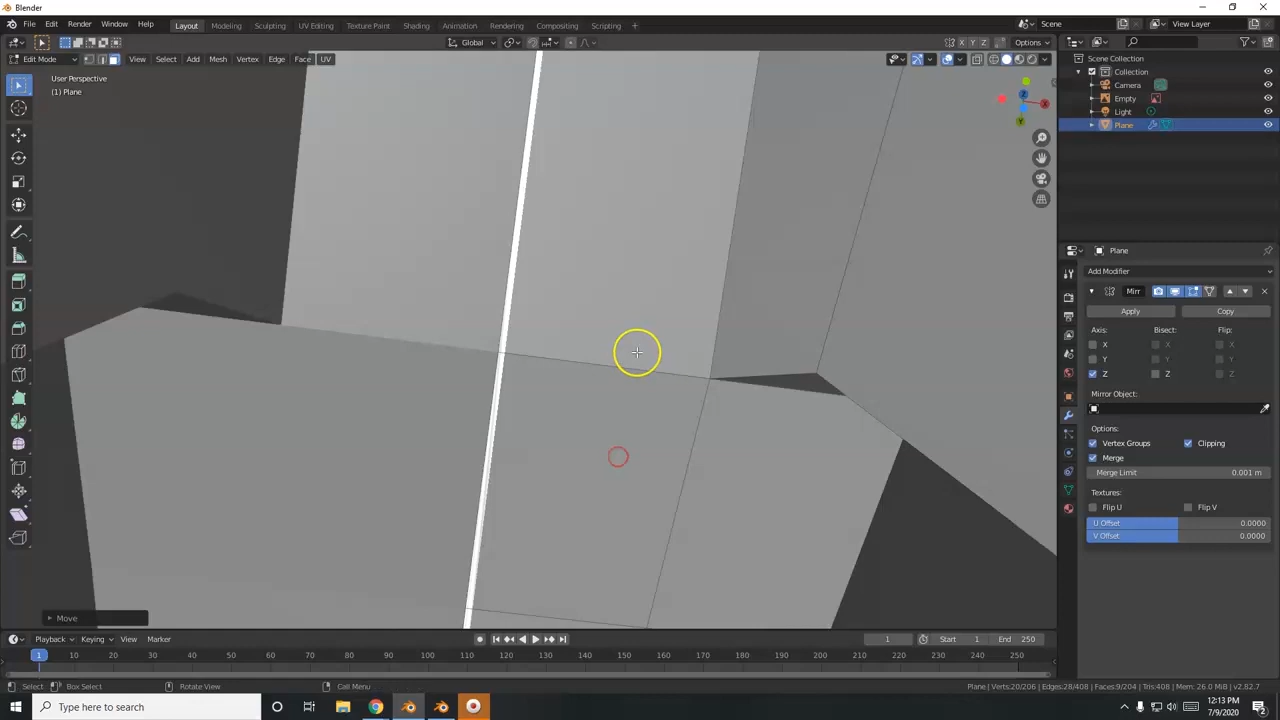 Blender
File Edit Render Window Help Layout Modeling Sculpting UV Editing Texture Paint Shading Animation Rendering Compositing Scripting + Scene View Layer
Global X Y Z Options
Edit Mode View Select Add Mesh Vertex Edge Face UV
User Perspective
(1) Plane
X
Y
Z
Move
Scene Collection
Collection
Camera
Empty
Light
Plane
Plane
Add Modifier
Mirr
Apply Copy
Axis: Bisect: Flip:
X X X
Y Y Y
Z Z Z
Mirror Object:
Options:
Vertex Groups Clipping
Merge
Merge Limit 0.001 m
Textures:
Flip U Flip V
U Offset 0.0000
V Offset 0.0000
Playback Keying View Marker 1 Start 1 End 250
1 10 20 30 40 50 60 70 80 90 100 110 120 130 140 150 160 170 180 190 200 210 220 230 240 250
Select Box Select Rotate View Call Menu Plane | Verts:20/206 | Edges:28/408 | Faces:9/204 | Tris:408 | Mem: 26.0 MiB | v2.82.7
Type here to search
12:13 PM
7/9/2020
2